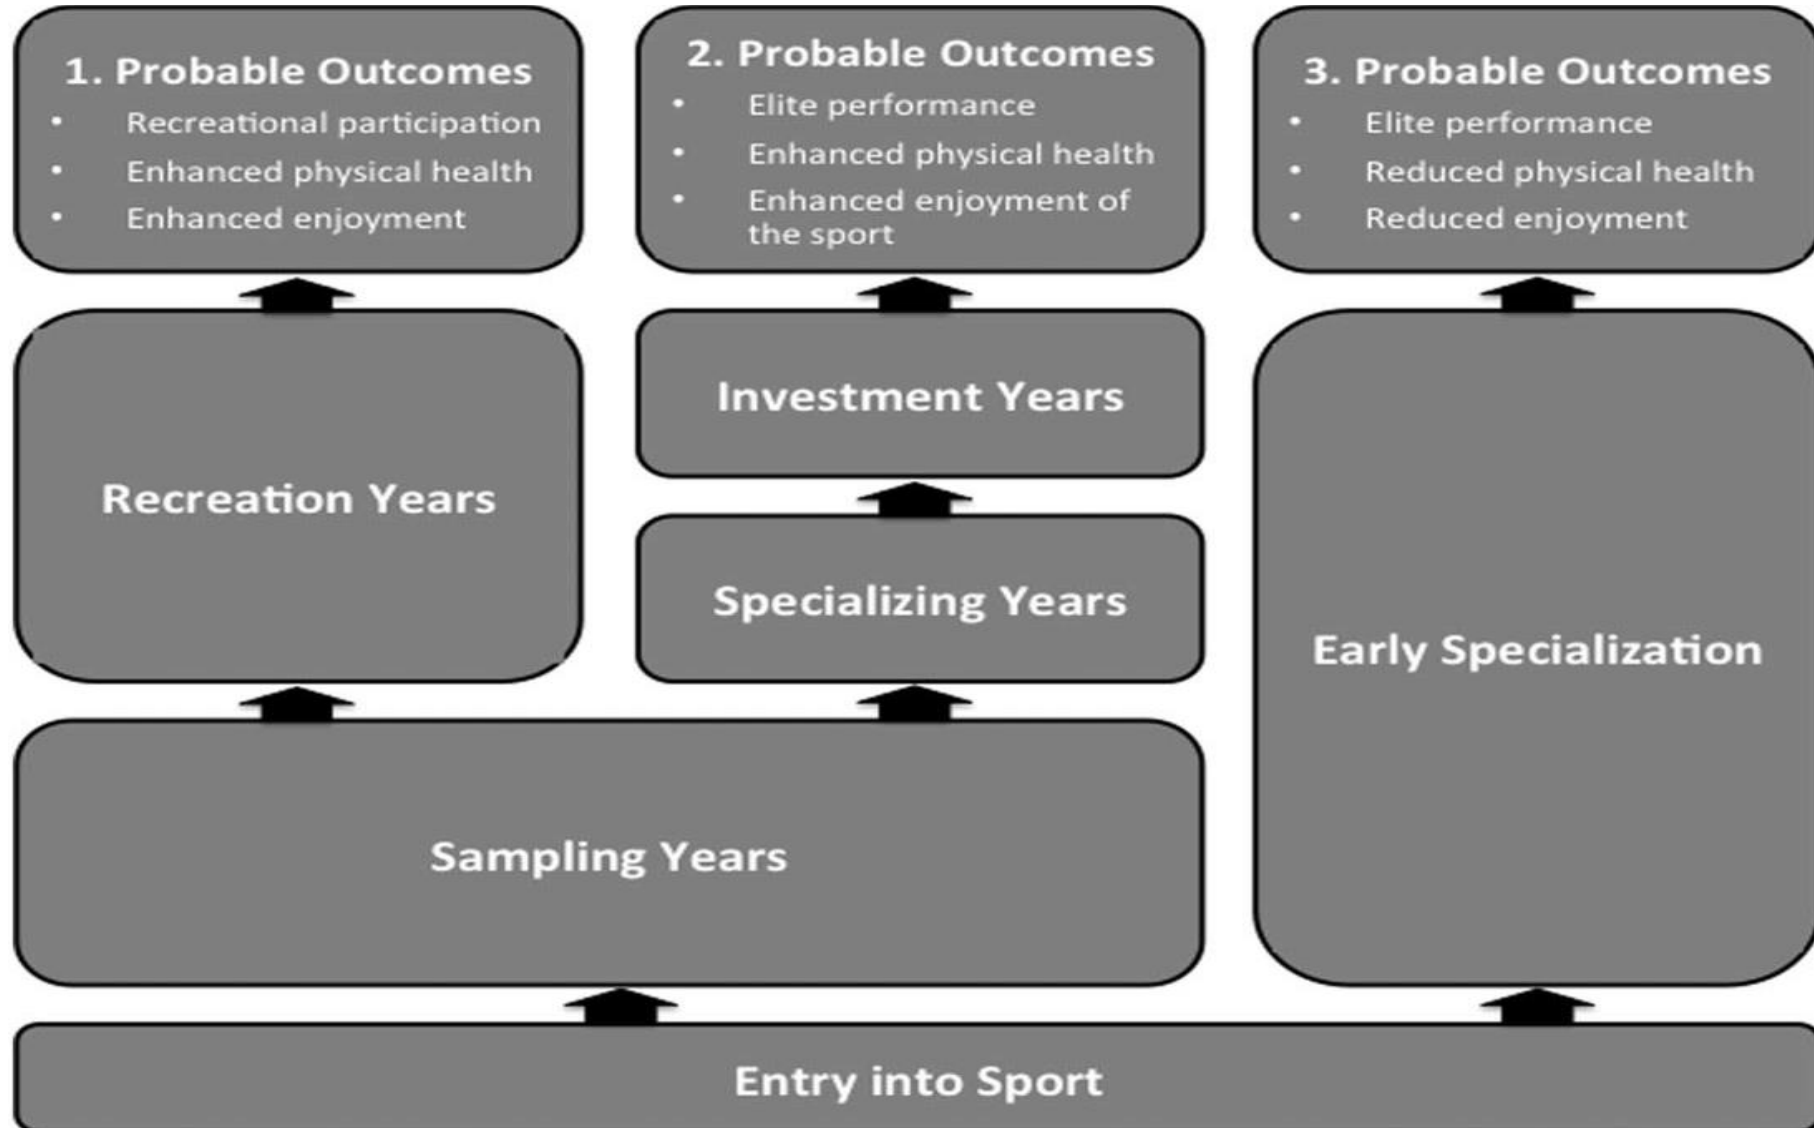 1. Probable Outcomes
• Recreational participation
• Enhanced physical health
• Enhanced enjoyment
2. Probable Outcomes
• Elite performance
• Enhanced physical health
• Enhanced enjoyment of
the sport
3. Probable Outcomes
• Elite performance
• Reduced physical health
• Reduced enjoyment
Recreation Years
Investment Years
Specializing Years
Early Specialization
Sampling Years
Entry into Sport